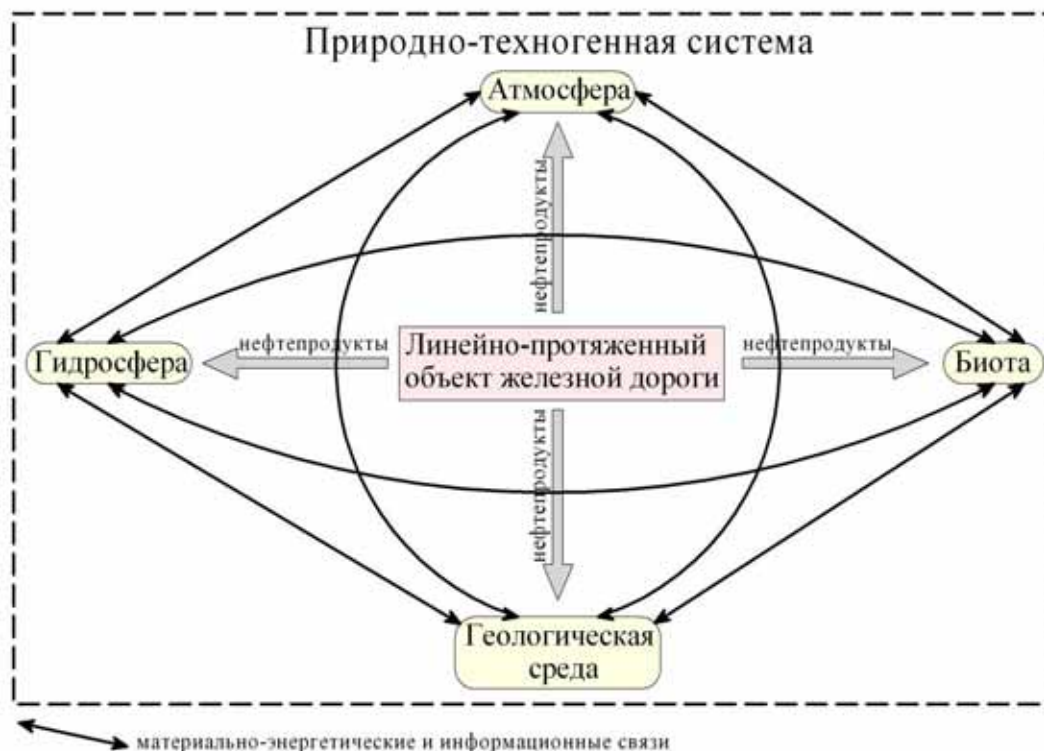 Природно-техногенная система
Атмосфера
нефтепродукты
Гидросфера
нефтепродукты
Линейно-протяженный
объект железной дороги
нефтепродукты
Биота
нефтепродукты
Геологическая
среда
материально-энергетические и информационные связи